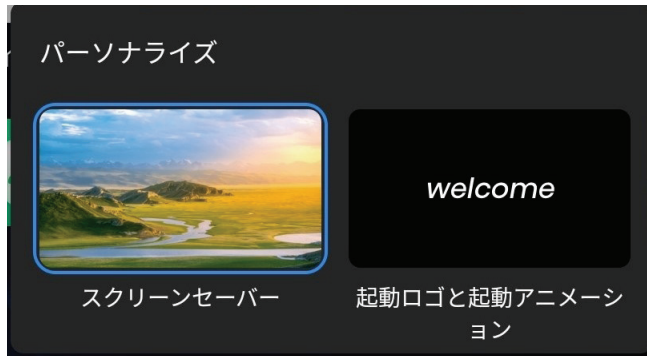 パーソナライズ
welcome
スクリーンセーバー
起動ロゴと起動アニメーシ
ョン